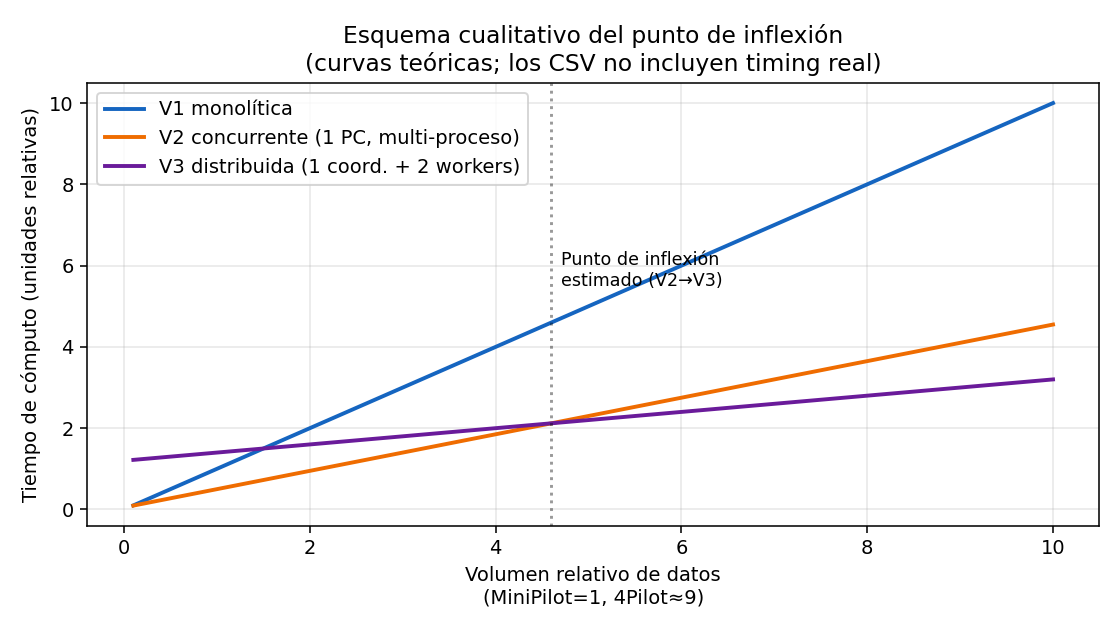 Esquema cualitativo del punto de inflexión
(curvas teóricas; los CSV no incluyen timing real)
V1 monolítica
V2 concurrente (1 PC, multi-proceso)
V3 distribuida (1 coord. + 2 workers)
Punto de inflexión
estimado (V2→V3)
Tiempo de cómputo (unidades relativas)
10
8
6
4
2
0
0 2 4 6 8 10
Volumen relativo de datos
(MiniPilot=1, 4Pilot≈9)